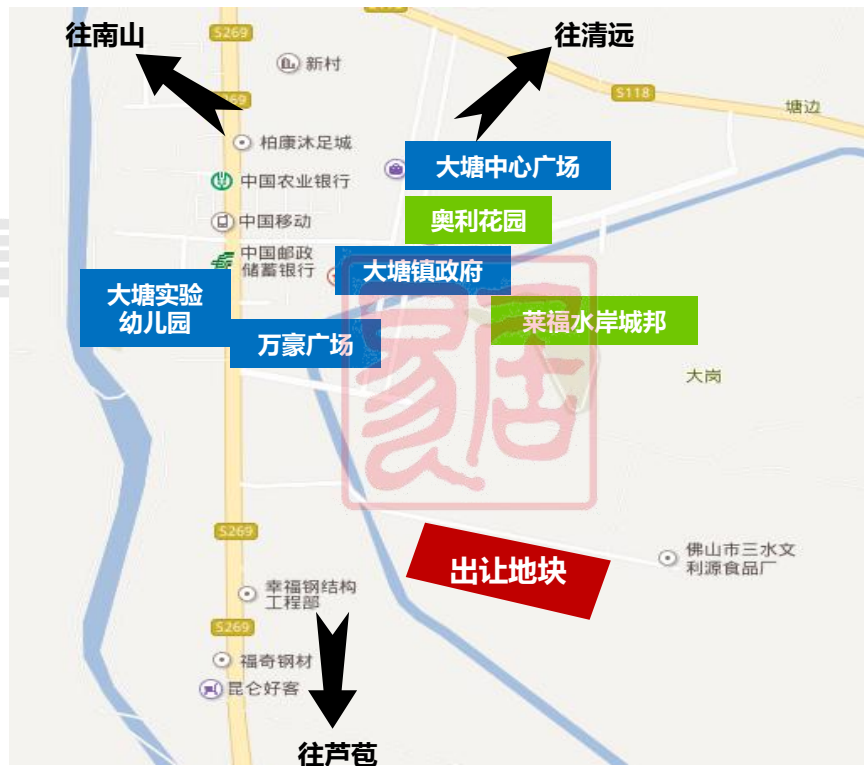 往南山
S269
往清远
新村
S269
S118
塘边
柏康沐足城
大塘中心广场
中国农业银行
奥利花园
中国移动
中国邮政
储蓄银行
大塘镇政府
大塘实验
幼儿园
莱福水岸城邦
万豪广场
大岗
家居
S269
出让地块
佛山市三水文
利源食品厂
幸福钢结构
工程部
S269
福奇钢材
昆仑好客
往芦苞